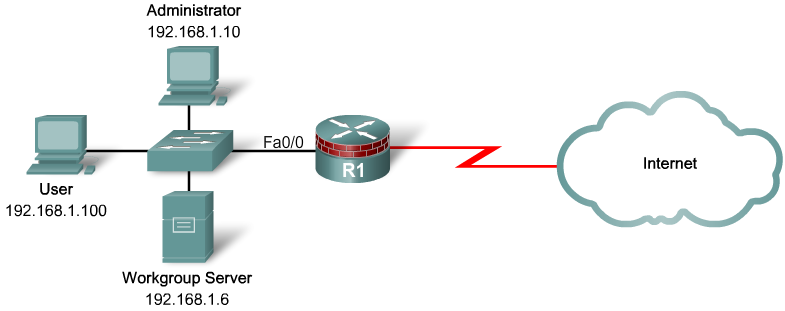 Administrator
192.168.1.10
Fa0/0
R1
Internet
User
192.168.1.100
Workgroup Server
192.168.1.6